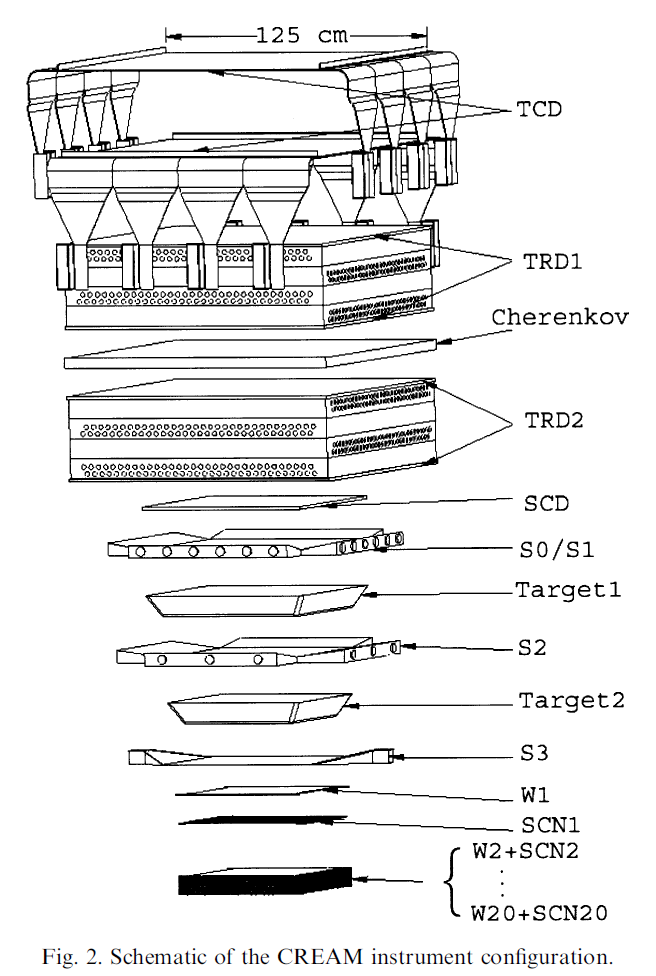 125 cm
TCD
TRD1
Cherenkov
TRD2
SCD
S0/S1
Target1
S2
Target2
S3
W1
SCN1
W2+SCN2
⋮
W20+SCN20
Fig. 2. Schematic of the CREAM instrument configuration.